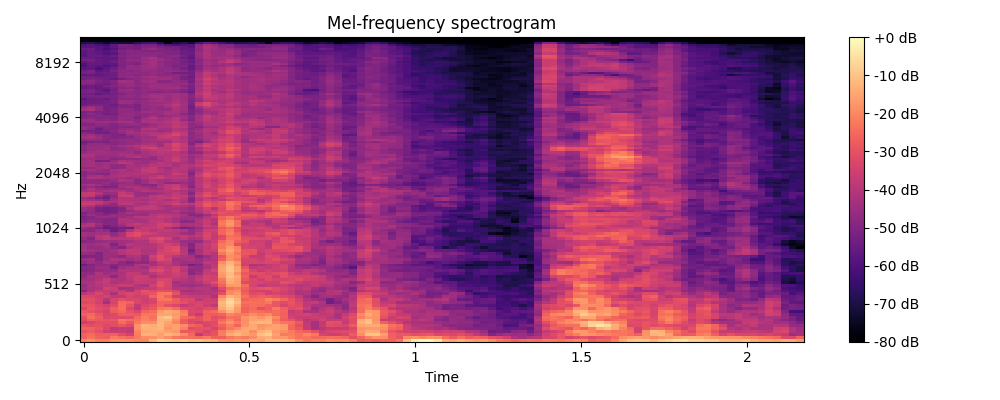 Mel-frequency spectrogram
Hz
8192
4096
2048
1024
512
0
0 0.5 1 1.5 2
Time
+0 dB
-10 dB
-20 dB
-30 dB
-40 dB
-50 dB
-60 dB
-70 dB
-80 dB